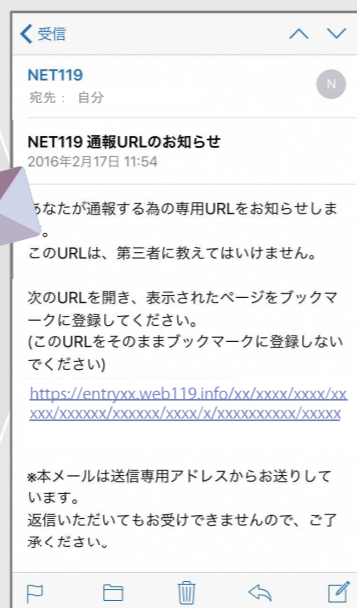 受信
NET119
N
宛先： 自分
NET119 通報URLのお知らせ
2016年2月17日 11:54
あなたが通報する為の専用URLをお知らせしま
。
このURLは、第三者に教えてはいけません。
次のURLを開き、表示されたページをブックマ
ークに登録してください。
(このURLをそのままブックマークに登録しない
でください)
https://entryxx.web119.info/xx/xxxx/xxxx/xx
xxx/xxxxxx/xxxxxx/xxxx/x/xxxxxxxxxx/xxxxx
※本メールは送信専用アドレスからお送りして
います。
返信いただいてもお受けできませんので、ご了
承ください。